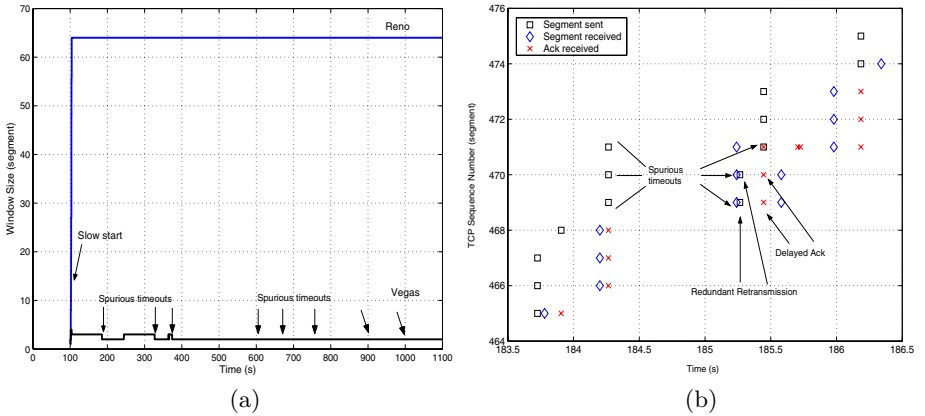 70
60
50
40
30
20
10
0
Window Size (segment)
Reno
Slow start
Spurious timeouts
Spurious timeouts
Vegas
0 100 200 300 400 500 600 700 800 900 1000 1100
Time (s)
(a)
476
474
472
470
468
466
464
TCP Sequence Number (segment)
Segment sent
Segment received
Ack received
Spurious
timeouts
Delayed Ack
Redundant Retransmission
183.5 184 184.5 185 185.5 186 186.5
Time (s)
(b)